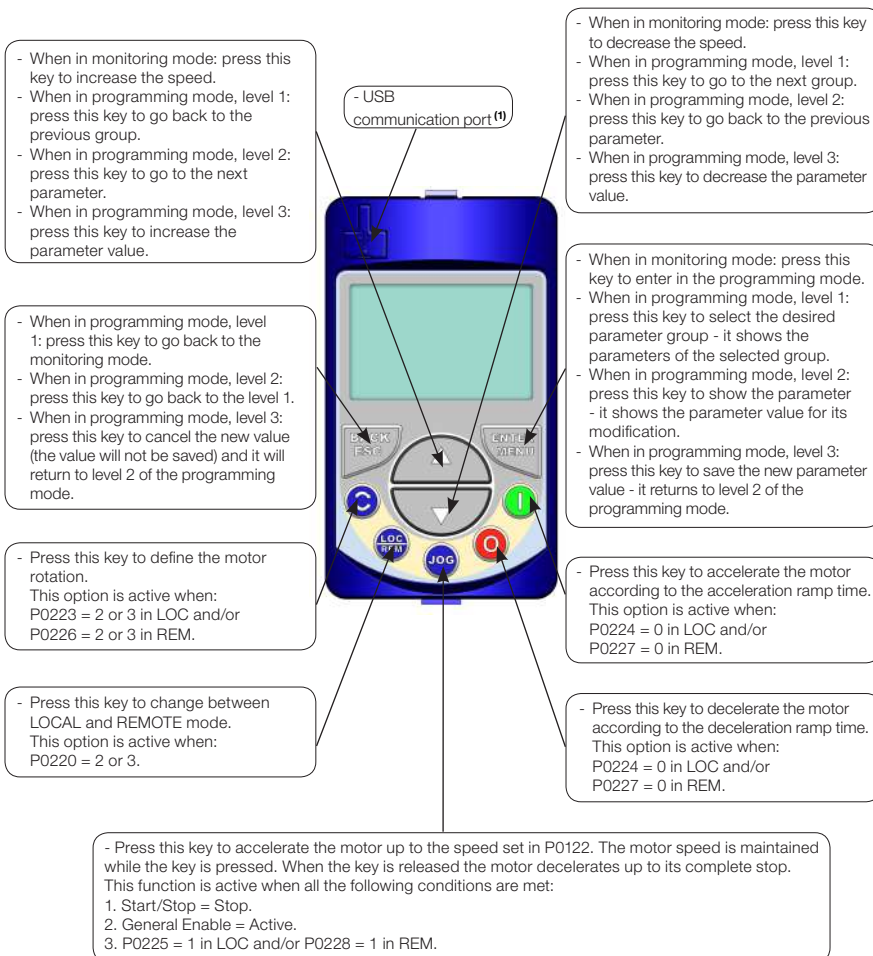 - When in monitoring mode: press this
key to increase the speed.
- When in programming mode, level 1:
press this key to go back to the
previous group.
- When in programming mode, level 2:
press this key to go to the next
parameter.
- When in programming mode, level 3:
press this key to increase the
parameter value.
- USB
communication port (1)
- When in monitoring mode: press this key
to decrease the speed.
- When in programming mode, level 1:
press this key to go to the next group.
- When in programming mode, level 2:
press this key to go back to the previous
parameter.
- When in programming mode, level 3:
press this key to decrease the parameter
value.
- When in programming mode, level
1: press this key to go back to the
monitoring mode.
- When in programming mode, level 2:
press this key to go back to the level 1.
- When in programming mode, level 3:
press this key to cancel the new value
(the value will not be saved) and it will
return to level 2 of the programming
mode.
- When in monitoring mode: press this
key to enter in the programming mode.
- When in programming mode, level 1:
press this key to select the desired
parameter group - it shows the
parameters of the selected group.
- When in programming mode, level 2:
press this key to show the parameter
- it shows the parameter value for its
modification.
- When in programming mode, level 3:
press this key to save the new parameter
value - it returns to level 2 of the
programming mode.
BACK
ESC
ENTER
MENU
LOC
REM
JOG
- Press this key to define the motor
rotation.
This option is active when:
P0223 = 2 or 3 in LOC and/or
P0226 = 2 or 3 in REM.
- Press this key to accelerate the motor
according to the acceleration ramp time.
This option is active when:
P0224 = 0 in LOC and/or
P0227 = 0 in REM.
- Press this key to change between
LOCAL and REMOTE mode.
This option is active when:
P0220 = 2 or 3.
- Press this key to decelerate the motor
according to the deceleration ramp time.
This option is active when:
P0224 = 0 in LOC and/or
P0227 = 0 in REM.
- Press this key to accelerate the motor up to the speed set in P0122. The motor speed is maintained
while the key is pressed. When the key is released the motor decelerates up to its complete stop.
This function is active when all the following conditions are met:
1. Start/Stop = Stop.
2. General Enable = Active.
3. P0225 = 1 in LOC and/or P0228 = 1 in REM.